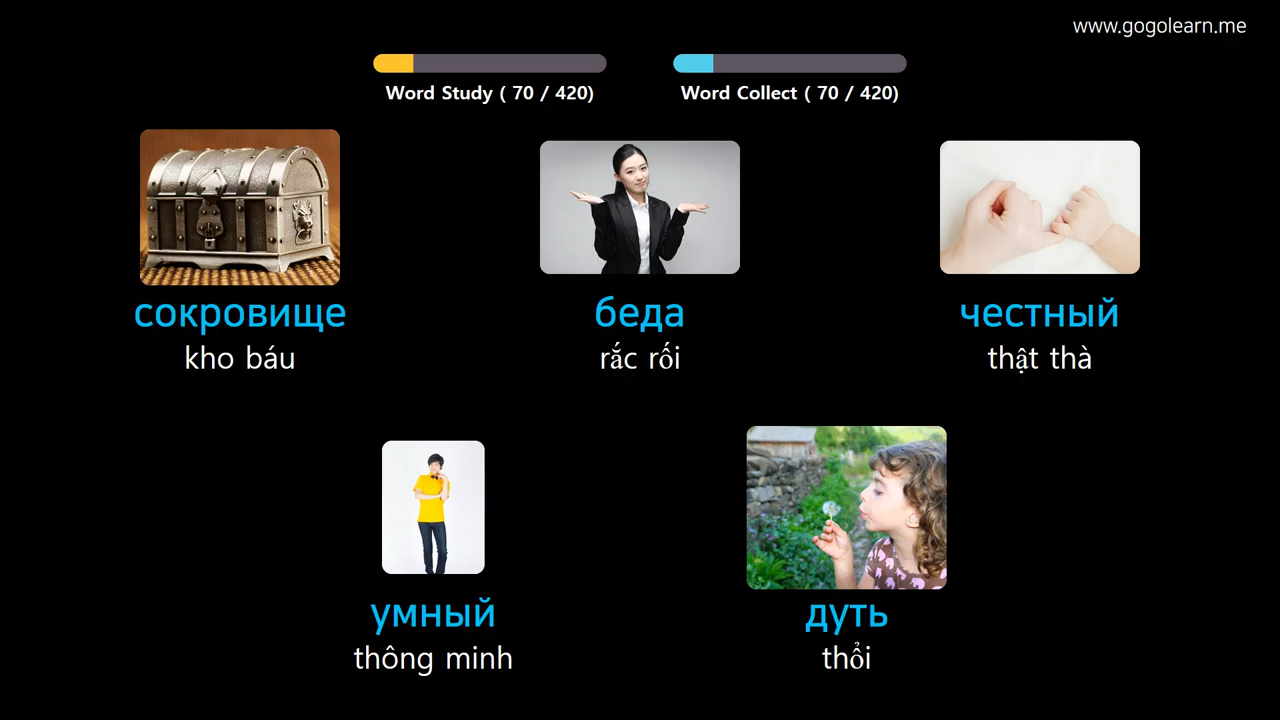 www.gogolearn.me
Word Study ( 70 / 420)
Word Collect ( 70 / 420)
сокровище
kho báu
беда
rắc rối
честный
thật thà
умный
thông minh
дуть
thổi